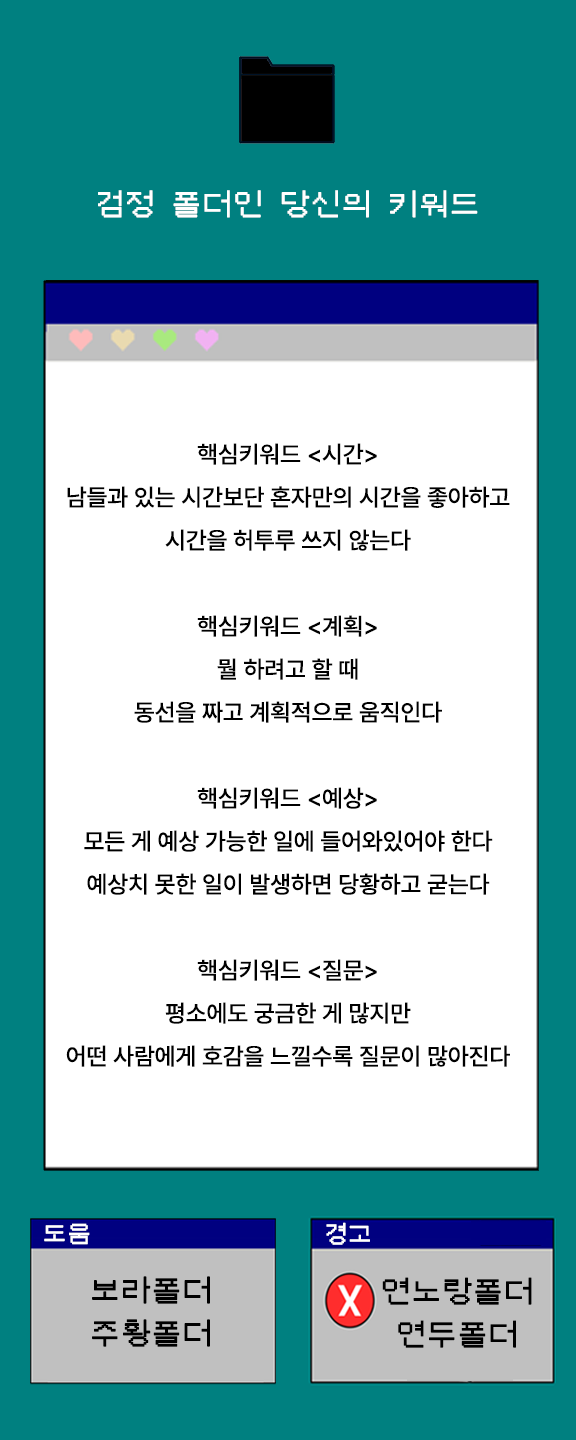 검정 폴더인 당신의 키워드
핵심키워드 <시간>
남들과 있는 시간보단 혼자만의 시간을 좋아하고
시간을 허투루 쓰지 않는다
핵심키워드 <계획>
뭘 하려고 할 때
동선을 짜고 계획적으로 움직인다
핵심키워드 <예상>
모든 게 예상 가능한 일에 들어와있어야 한다
예상치 못한 일이 발생하면 당황하고 굳는다
핵심키워드 <질문>
평소에도 궁금한 게 많지만
어떤 사람에게 호감을 느낄수록 질문이 많아진다
도움
보라폴더
주황폴더
경고
X
연노랑폴더
연두폴더